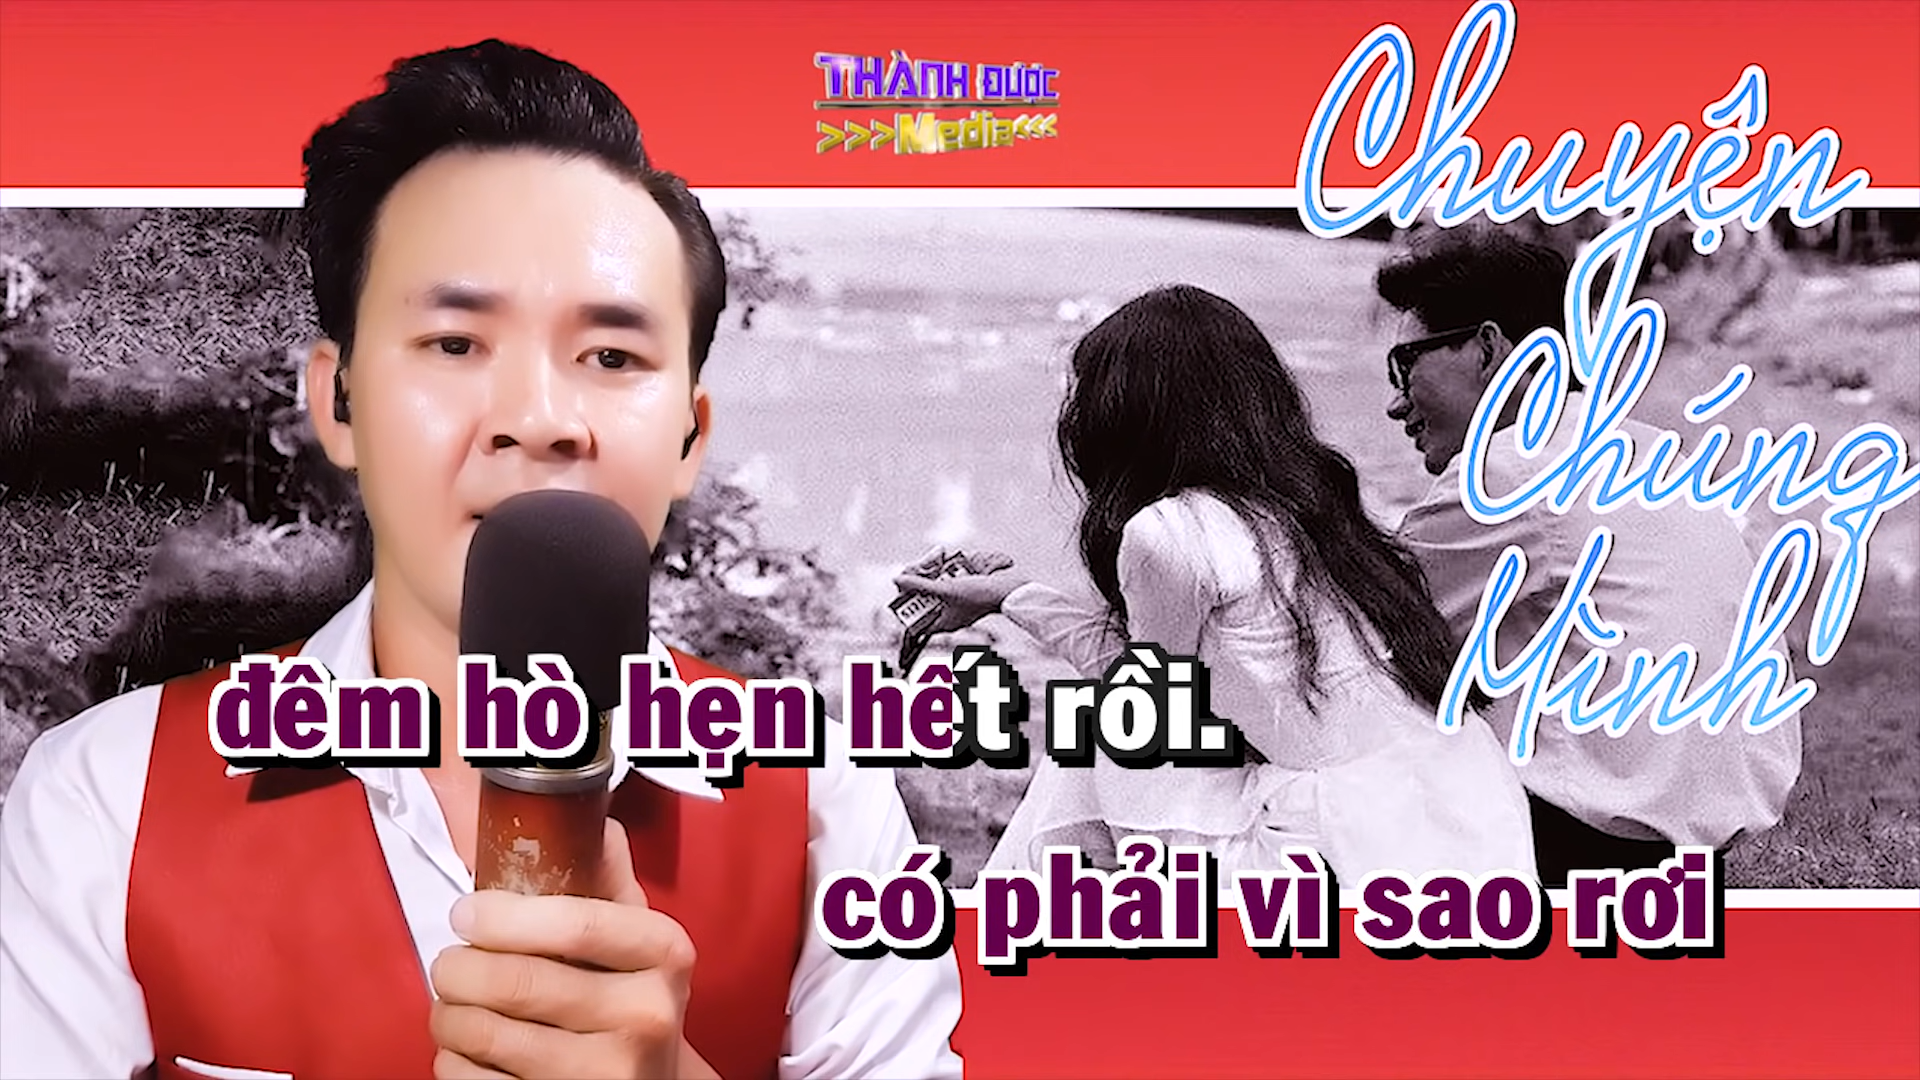 THÀNH ĐƯỢC
>>>Media<<<
Chuyện
Chúng
Mình
đêm hò hẹn hết rồi.
có phải vì sao rơi